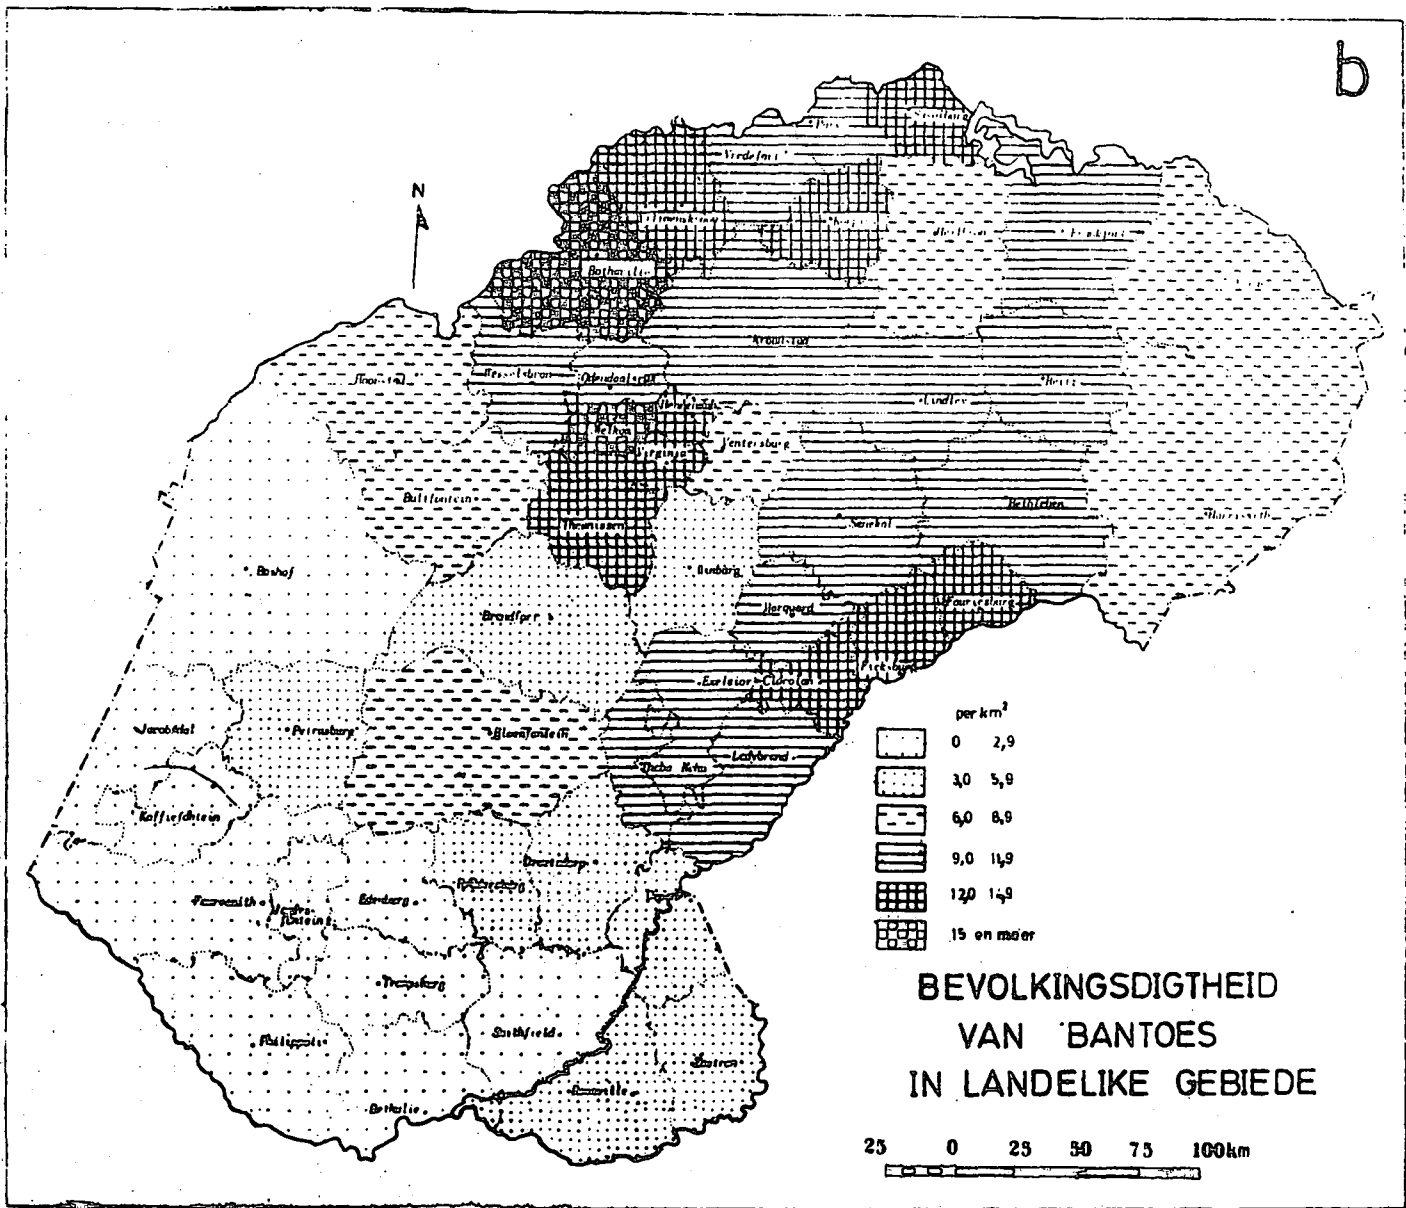 b
N
Sasolburg
Parys
Vredefort
Viljoenskroon
Koppies
Heilbron
Frankfort
Bothaville
Kroonstad
Hoopstad
Wesselsbron
Odendaalsrus
Reitz
Lindley
Hennenman
Welkom
Ventersburg
Virginia
Bultfontein
Theunissen
Senekal
Bethlehem
Harrismith
Boshof
Winburg
Brandfort
Marquard
Fouriesburg
Ficksburg
Exelsior
Clocolan
Jacobsdal
Petrusburg
Bloemfontein
Thaba Nchu
Ladybrand
Koffiefontein
Dewetsdorp
Reddersburg
Fauresmith
Edenburg
Jagers-
fontein
Trompsburg
Philippolis
Smithfield
Zastron
Rouxville
Bethulie
per km²
0 2,9
3,0 5,9
6,0 8,9
9,0 11,9
12,0 14,9
15 en meer
BEVOLKINGSDIGTHEID
VAN BANTOES
IN LANDELIKE GEBIEDE
25 0 25 50 75 100km